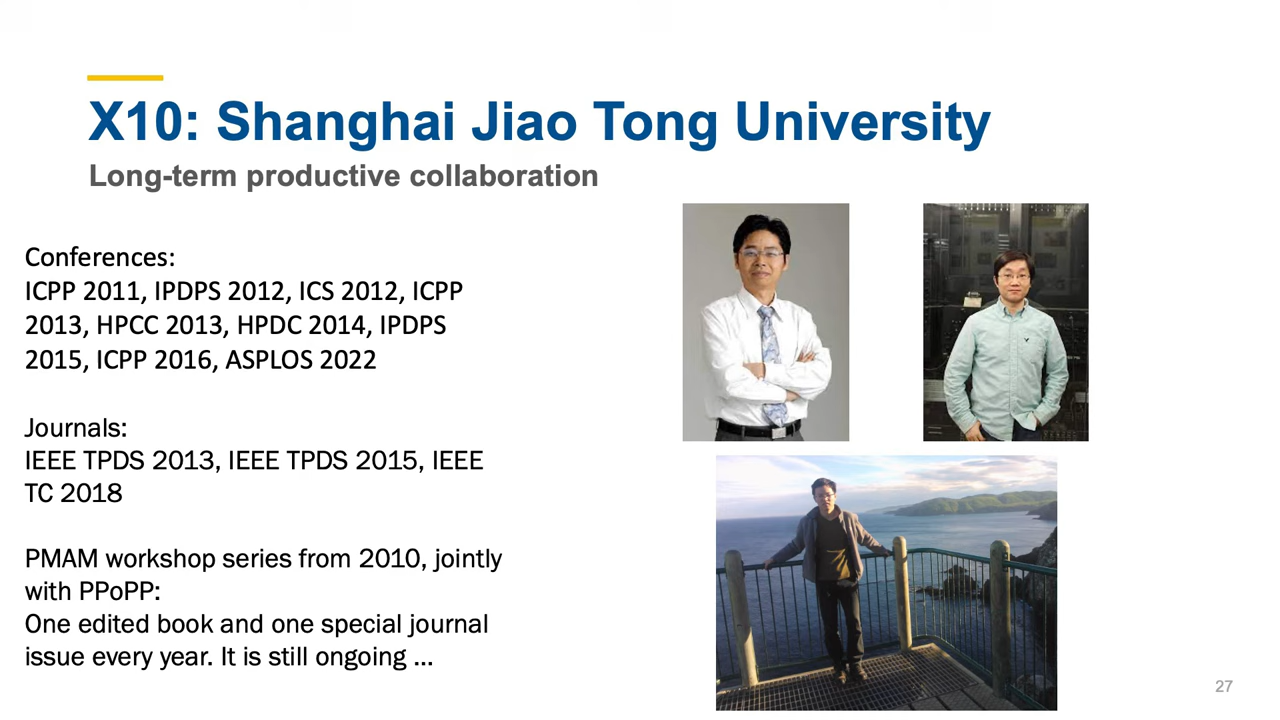 X10: Shanghai Jiao Tong University
Long-term productive collaboration
Conferences:
ICPP 2011, IPDPS 2012, ICS 2012, ICPP
2013, HPCC 2013, HPDC 2014, IPDPS
2015, ICPP 2016, ASPLOS 2022
Journals:
IEEE TPDS 2013, IEEE TPDS 2015, IEEE
TC 2018
PMAM workshop series from 2010, jointly
with PPoPP:
One edited book and one special journal
issue every year. It is still ongoing ...
27